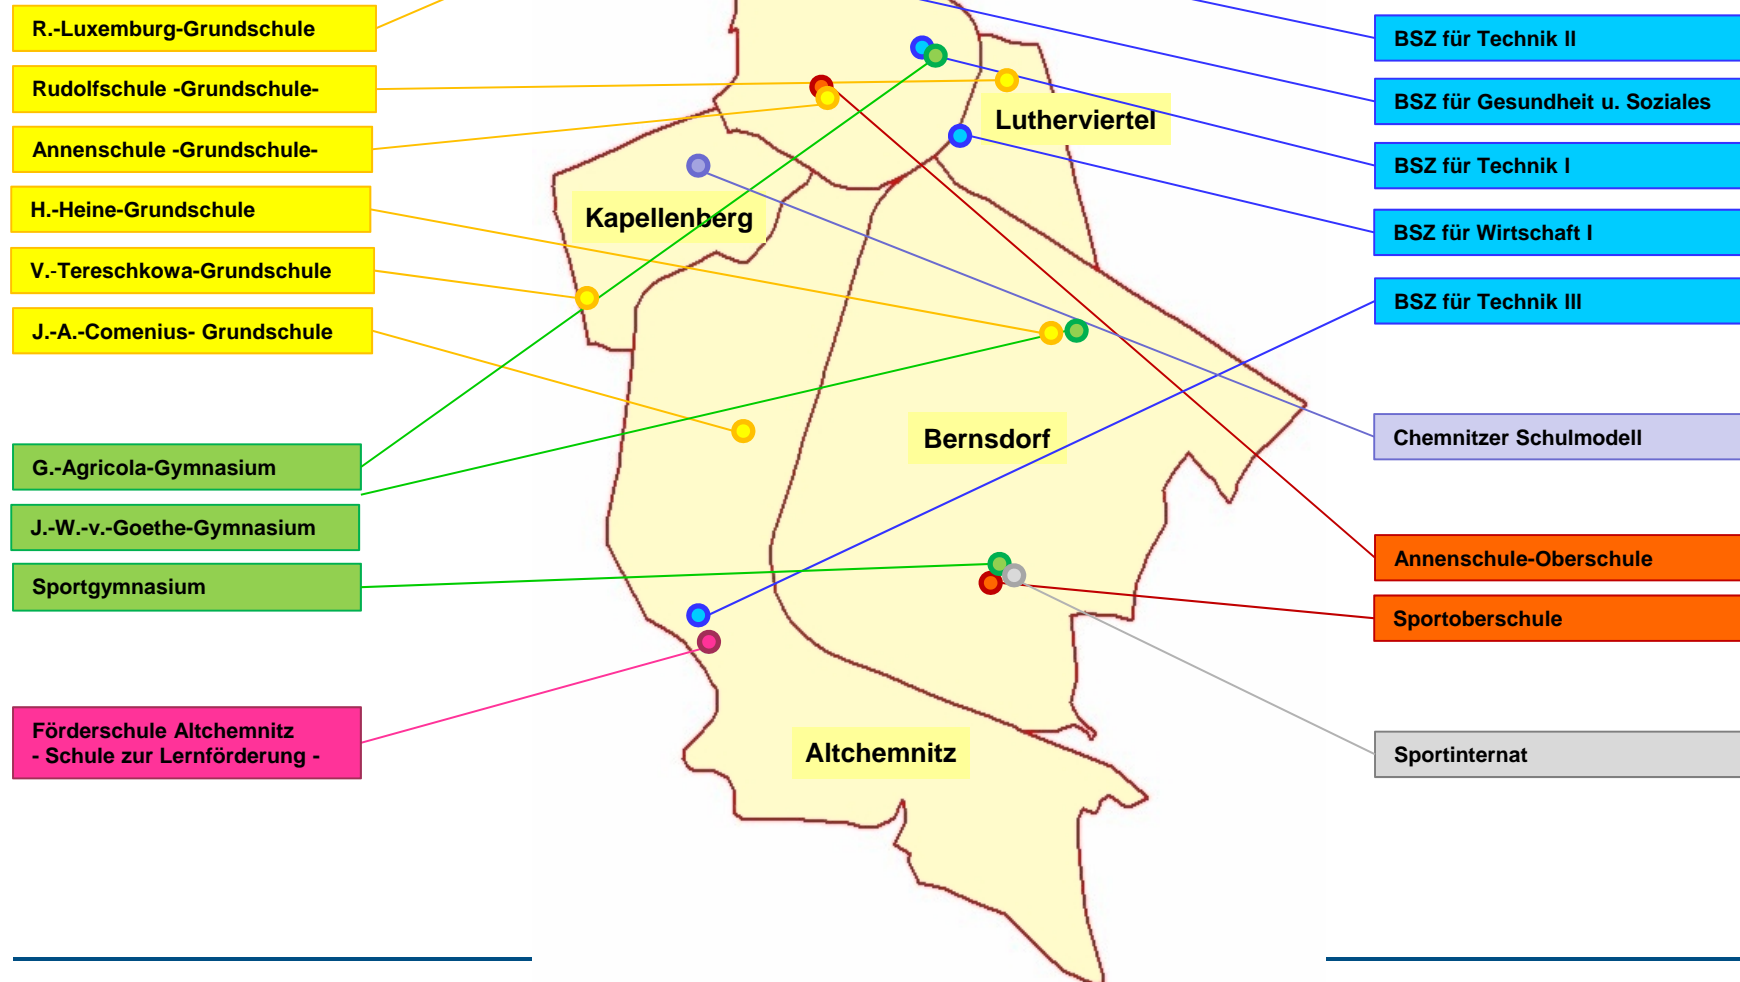 R.-Luxemburg-Grundschule
Rudolfschule -Grundschule-
Annenschule -Grundschule-
H.-Heine-Grundschule
V.-Tereschkowa-Grundschule
J.-A.-Comenius- Grundschule
G.-Agricola-Gymnasium
J.-W.-v.-Goethe-Gymnasium
Sportgymnasium
Förderschule Altchemnitz
- Schule zur Lernförderung -
Lutherviertel
Kapellenberg
Bernsdorf
Altchemnitz
BSZ für Technik II
BSZ für Gesundheit u. Soziales
BSZ für Technik I
BSZ für Wirtschaft I
BSZ für Technik III
Chemnitzer Schulmodell
Annenschule-Oberschule
Sportoberschule
Sportinternat